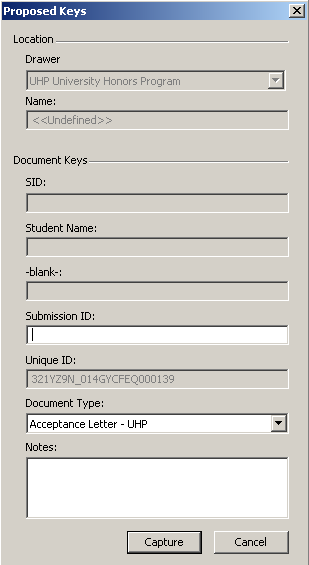 Proposed Keys
Location
Drawer
UHP University Honors Program
Name:
<<Undefined>>
Document Keys
SID:
Student Name:
-blank-:
Submission ID:
Unique ID:
321YZ9N_014GYCFEQ000139
Document Type:
Acceptance Letter - UHP
Notes:
Capture Cancel